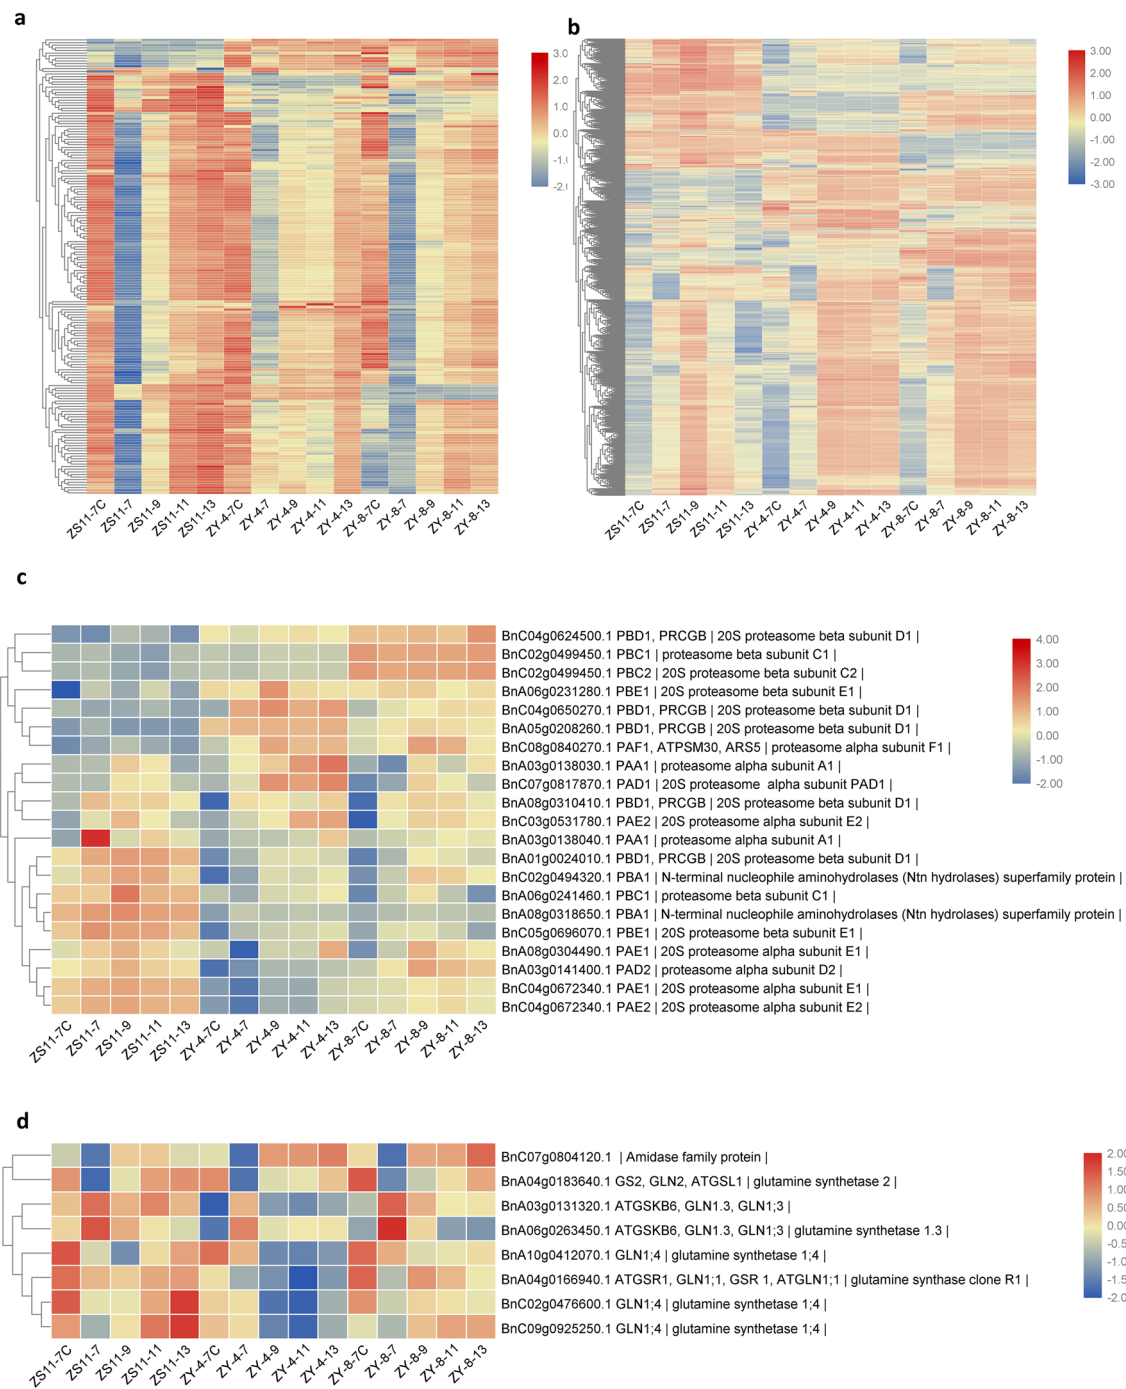 a
b
3.0
2.0
1.0
0.0
-1.(
-2.(
3.00
2.00
1.00
0.00
-1.00
-2.00
-3.00
ZS11-7C
ZS11-7
ZS11-9
ZS11-11
ZS11-13
ZY-4-7C
ZY-4-7
ZY-4-9
ZY-4-11
ZY-4-13
ZY-8-7C
ZY-8-7
ZY-8-9
ZY-8-11
ZY-8-13
ZS11-7C
ZS11-7
ZS11-9
ZS11-11
ZS11-13
ZY-4-7C
ZY-4-7
ZY-4-9
ZY-4-11
ZY-4-13
ZY-8-7C
ZY-8-7
ZY-8-9
ZY-8-11
ZY-8-13
c
BnC04g0624500.1 PBD1, PRCGB | 20S proteasome beta subunit D1 |
BnC02g0499450.1 PBC1 | proteasome beta subunit C1 |
BnC02g0499450.1 PBC2 | 20S proteasome beta subunit C2 |
BnA06g0231280.1 PBE1 | 20S proteasome beta subunit E1 |
BnC04g0650270.1 PBD1, PRCGB | 20S proteasome beta subunit D1 |
BnA05g0208260.1 PBD1, PRCGB | 20S proteasome beta subunit D1 |
BnC08g0840270.1 PAF1, ATPSM30, ARS5 | proteasome alpha subunit F1 |
BnA03g0138030.1 PAA1 | proteasome alpha subunit A1 |
BnC07g0817870.1 PAD1 | 20S proteasome  alpha subunit PAD1 |
BnA08g0310410.1 PBD1, PRCGB | 20S proteasome beta subunit D1 |
BnC03g0531780.1 PAE2 | 20S proteasome alpha subunit E2 |
BnA03g0138040.1 PAA1 | proteasome alpha subunit A1 |
BnA01g0024010.1 PBD1, PRCGB | 20S proteasome beta subunit D1 |
BnC02g0494320.1 PBA1 | N-terminal nucleophile aminohydrolases (Ntn hydrolases) superfamily protein |
BnA06g0241460.1 PBC1 | proteasome beta subunit C1 |
BnA08g0318650.1 PBA1 | N-terminal nucleophile aminohydrolases (Ntn hydrolases) superfamily protein |
BnC05g0696070.1 PBE1 | 20S proteasome beta subunit E1 |
BnA08g0304490.1 PAE1 | 20S proteasome alpha subunit E1 |
BnA03g0141400.1 PAD2 | proteasome alpha subunit D2 |
BnC04g0672340.1 PAE1 | 20S proteasome alpha subunit E1 |
BnC04g0672340.1 PAE2 | 20S proteasome alpha subunit E2 |
4.00
3.00
2.00
1.00
0.00
-1.00
-2.00
ZS11-7C
ZS11-7
ZS11-9
ZS11-11
ZS11-13
ZY-4-7C
ZY-4-7
ZY-4-9
ZY-4-11
ZY-4-13
ZY-8-7C
ZY-8-7
ZY-8-9
ZY-8-11
ZY-8-13
d
BnC07g0804120.1  | Amidase family protein |
BnA04g0183640.1 GS2, GLN2, ATGSL1 | glutamine synthetase 2 |
BnA03g0131320.1 ATGSKB6, GLN1.3, GLN1;3 |
BnA06g0263450.1 ATGSKB6, GLN1.3, GLN1;3 | glutamine synthetase 1.3 |
BnA10g0412070.1 GLN1;4 | glutamine synthetase 1;4 |
BnA04g0166940.1 ATGSR1, GLN1;1, GSR 1, ATGLN1;1 | glutamine synthase clone R1 |
BnC02g0476600.1 GLN1;4 | glutamine synthetase 1;4 |
BnC09g0925250.1 GLN1;4 | glutamine synthetase 1;4 |
2.00
1.50
1.00
0.50
0.00
-0.5
-1.0
-1.5
-2.0
ZS11-7C
ZS11-7
ZS11-9
ZS11-11
ZS11-13
ZY-4-7C
ZY-4-7
ZY-4-9
ZY-4-11
ZY-4-13
ZY-8-7C
ZY-8-7
ZY-8-9
ZY-8-11
ZY-8-13